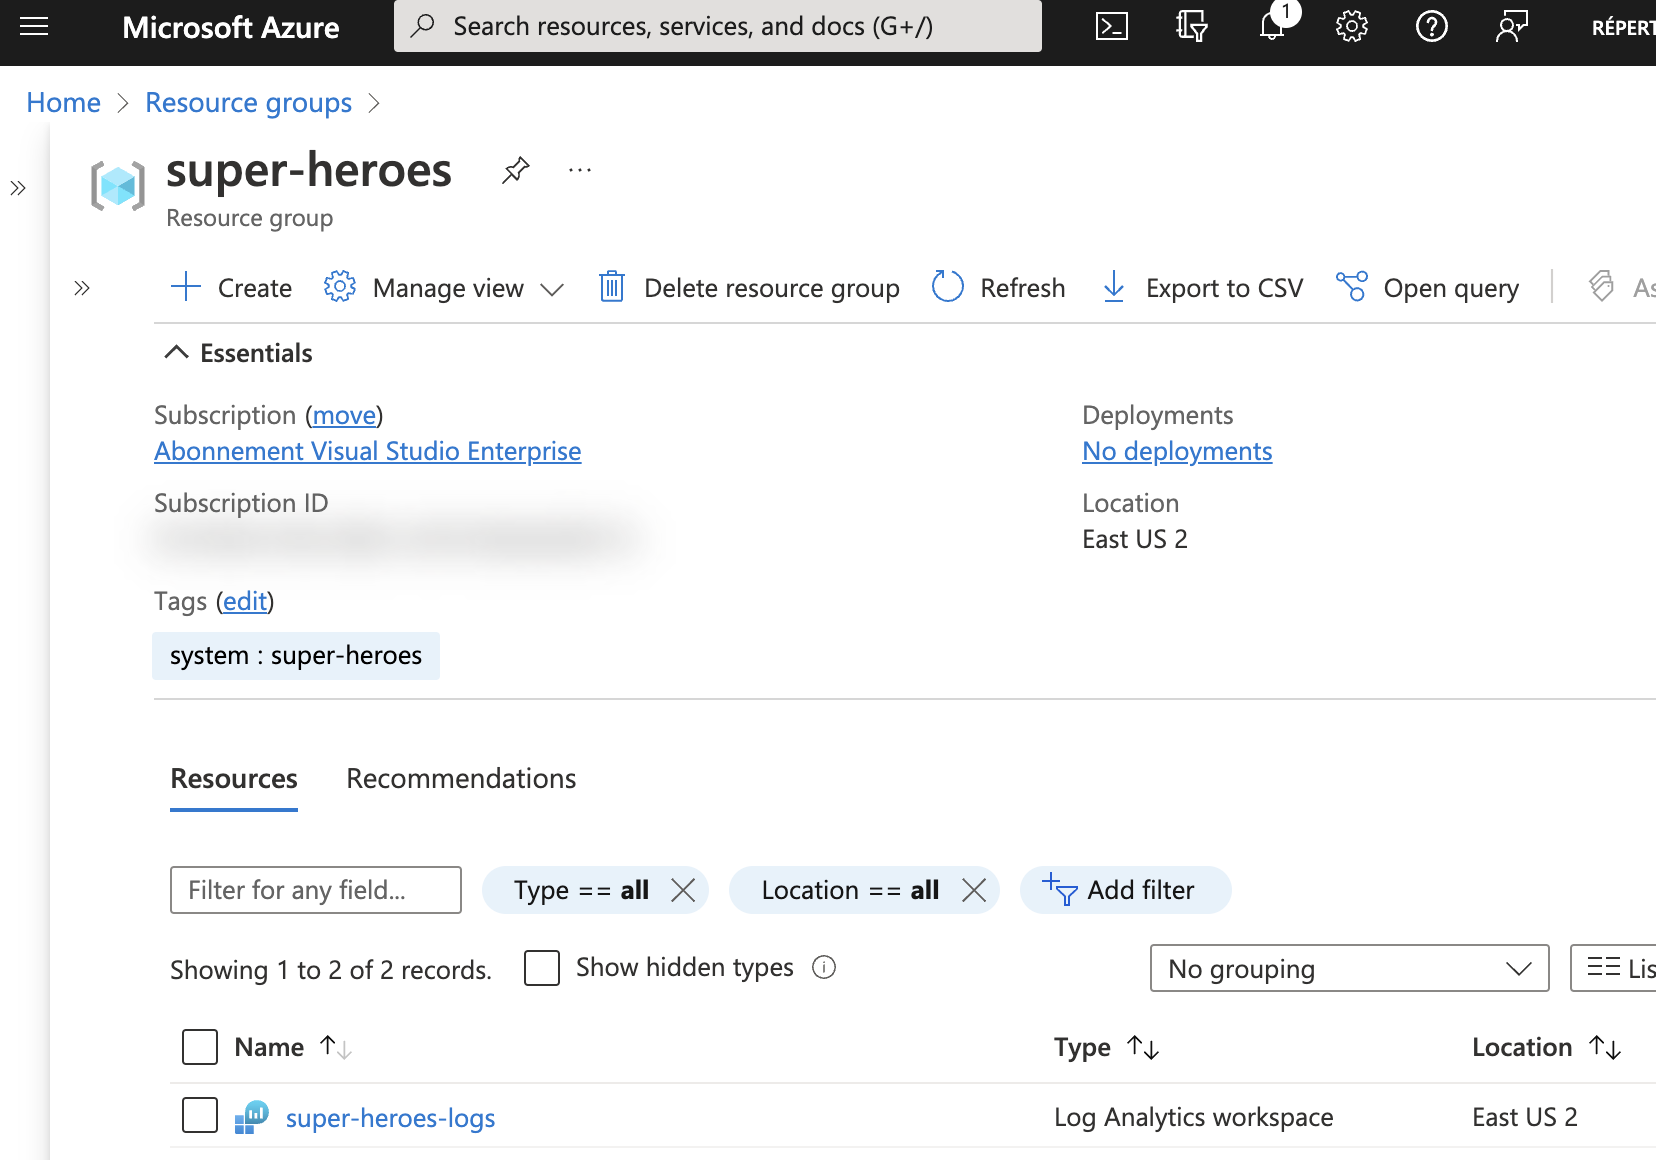 Microsoft Azure
Search resources, services, and docs (G+/)
1
RÉPERT
Home > Resource groups >
super-heroes
...
Resource group
Create
Manage view
Delete resource group
Refresh
Export to CSV
Open query
As
Essentials
Subscription (move)
Abonnement Visual Studio Enterprise
Subscription ID
Tags (edit)
system : super-heroes
Deployments
No deployments
Location
East US 2
Resources
Recommendations
Filter for any field...
Type == all
Location == all
Add filter
Showing 1 to 2 of 2 records.
Show hidden types
No grouping
Lis
Name
Type
Location
super-heroes-logs
Log Analytics workspace
East US 2